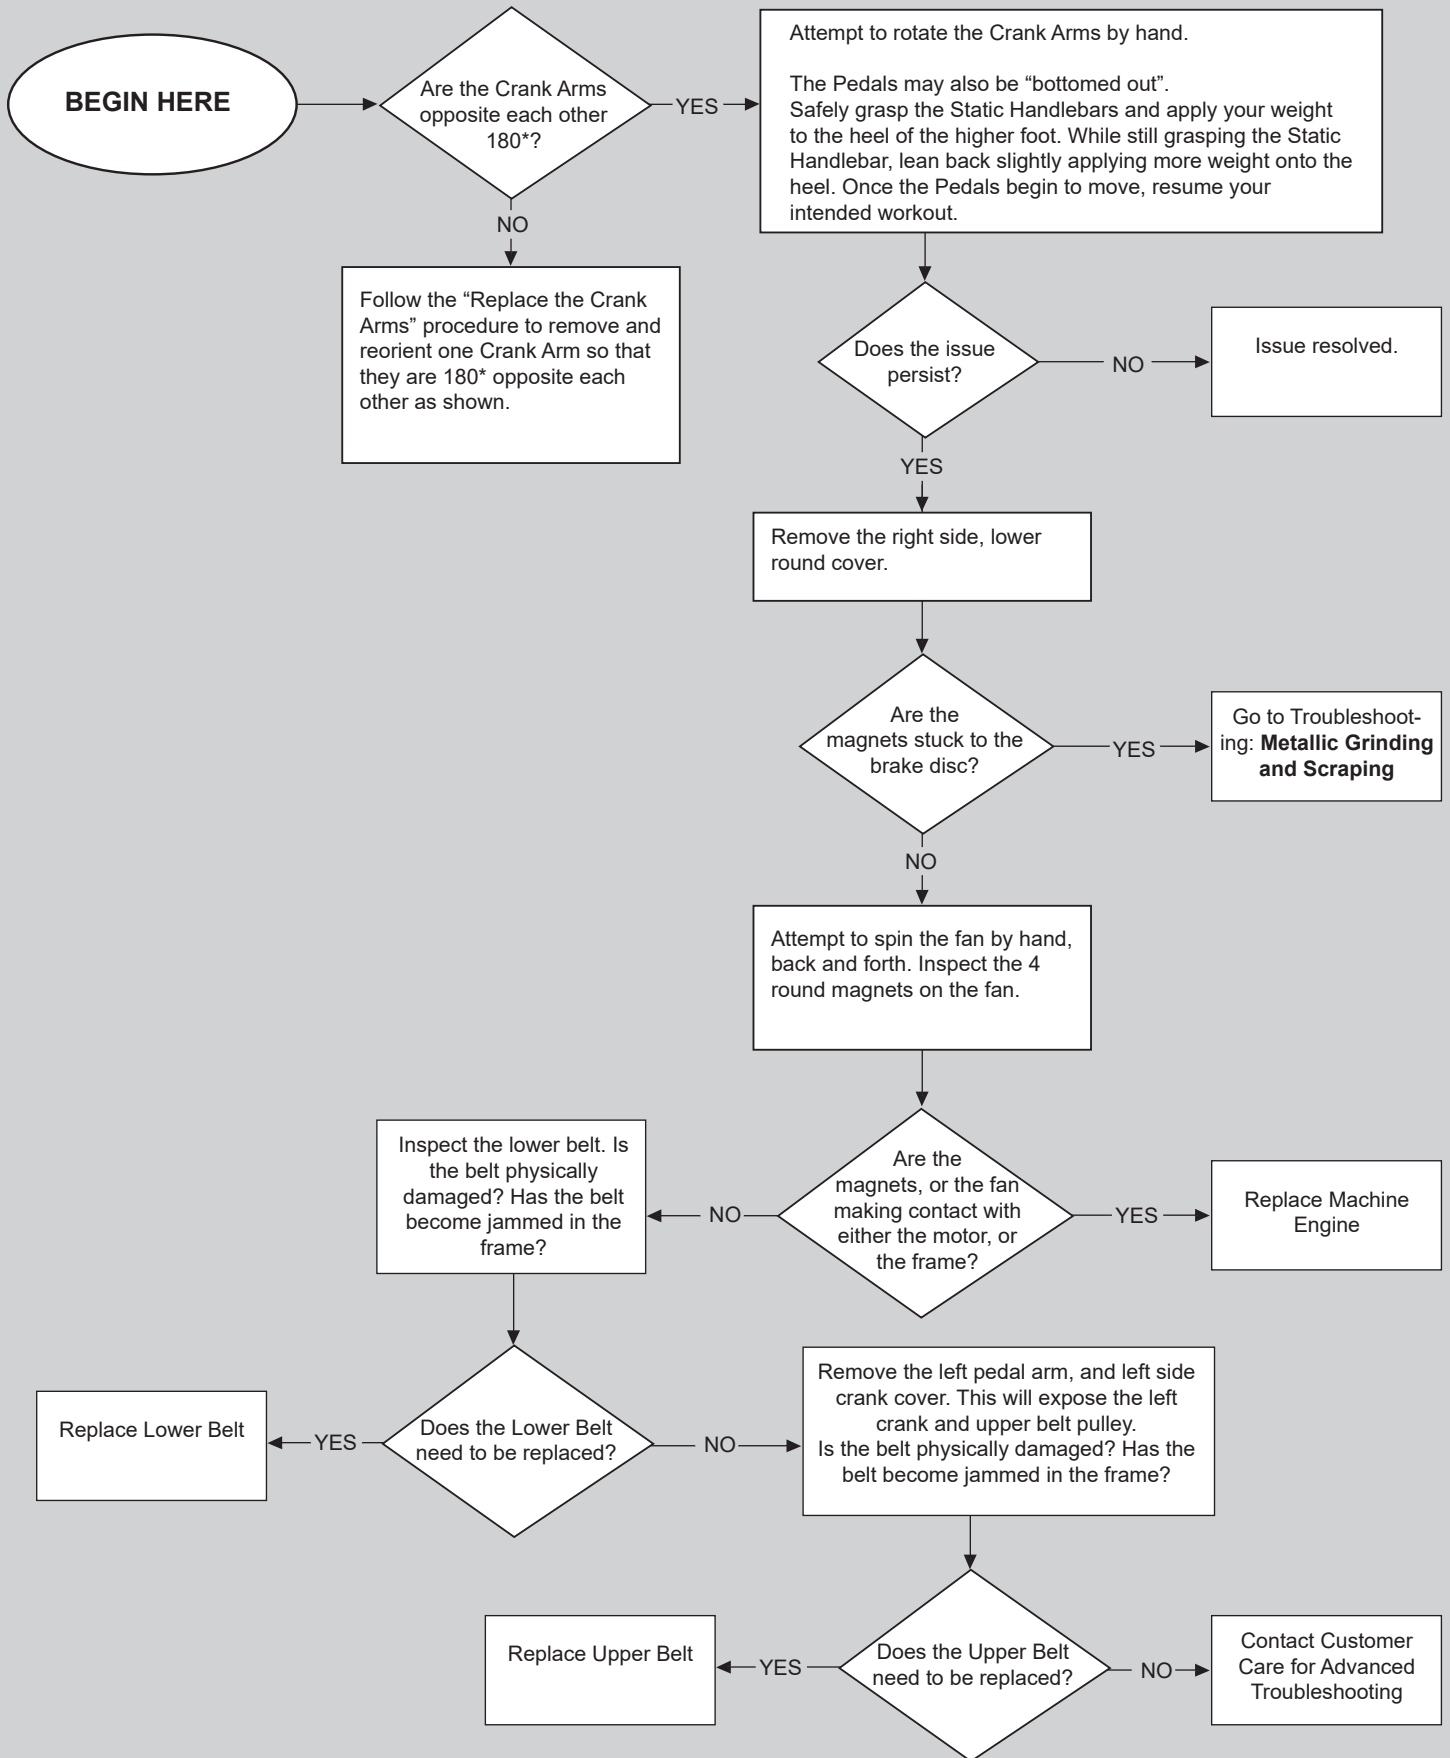 BEGIN HERE
Are the Crank Arms
opposite each other
180*?
YES
Attempt to rotate the Crank Arms by hand.
The Pedals may also be “bottomed out”.
Safely grasp the Static Handlebars and apply your weight
to the heel of the higher foot. While still grasping the Static
Handlebar, lean back slightly applying more weight onto the
heel. Once the Pedals begin to move, resume your
intended workout.
NO
Follow the “Replace the Crank
Arms” procedure to remove and
reorient one Crank Arm so that
they are 180* opposite each
other as shown.
Does the issue
persist?
NO
Issue resolved.
YES
Remove the right side, lower
round cover.
Are the
magnets stuck to the
brake disc?
YES
Go to Troubleshoot-
ing: Metallic Grinding
and Scraping
NO
Attempt to spin the fan by hand,
back and forth. Inspect the 4
round magnets on the fan.
Are the
magnets, or the fan
making contact with
either the motor, or
the frame?
YES
Replace Machine
Engine
NO
Inspect the lower belt. Is
the belt physically
damaged? Has the belt
become jammed in the
frame?
Does the Lower Belt
need to be replaced?
YES
Replace Lower Belt
NO
Remove the left pedal arm, and left side
crank cover. This will expose the left
crank and upper belt pulley.
Is the belt physically damaged? Has the
belt become jammed in the frame?
Does the Upper Belt
need to be replaced?
YES
Replace Upper Belt
NO
Contact Customer
Care for Advanced
Troubleshooting